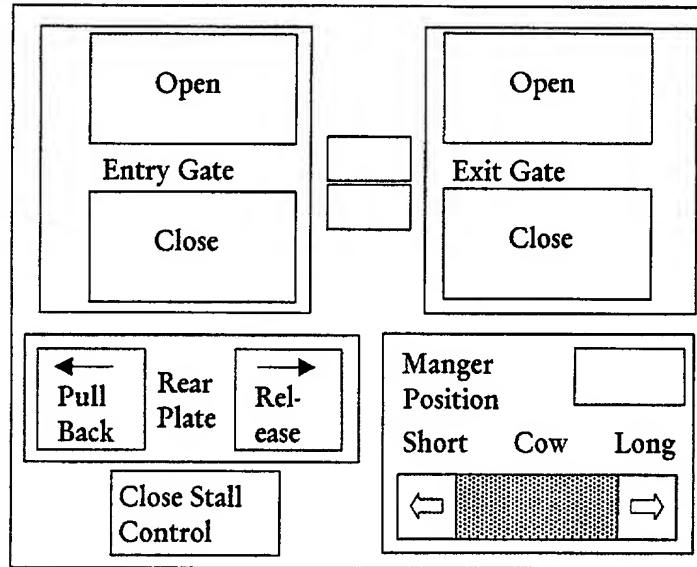 Open
Entry Gate
Close
Open
Exit Gate
Close
Pull
Back
Rear
Plate
Rel-
ease
Close Stall
Control
Manger
Position
Short Cow Long